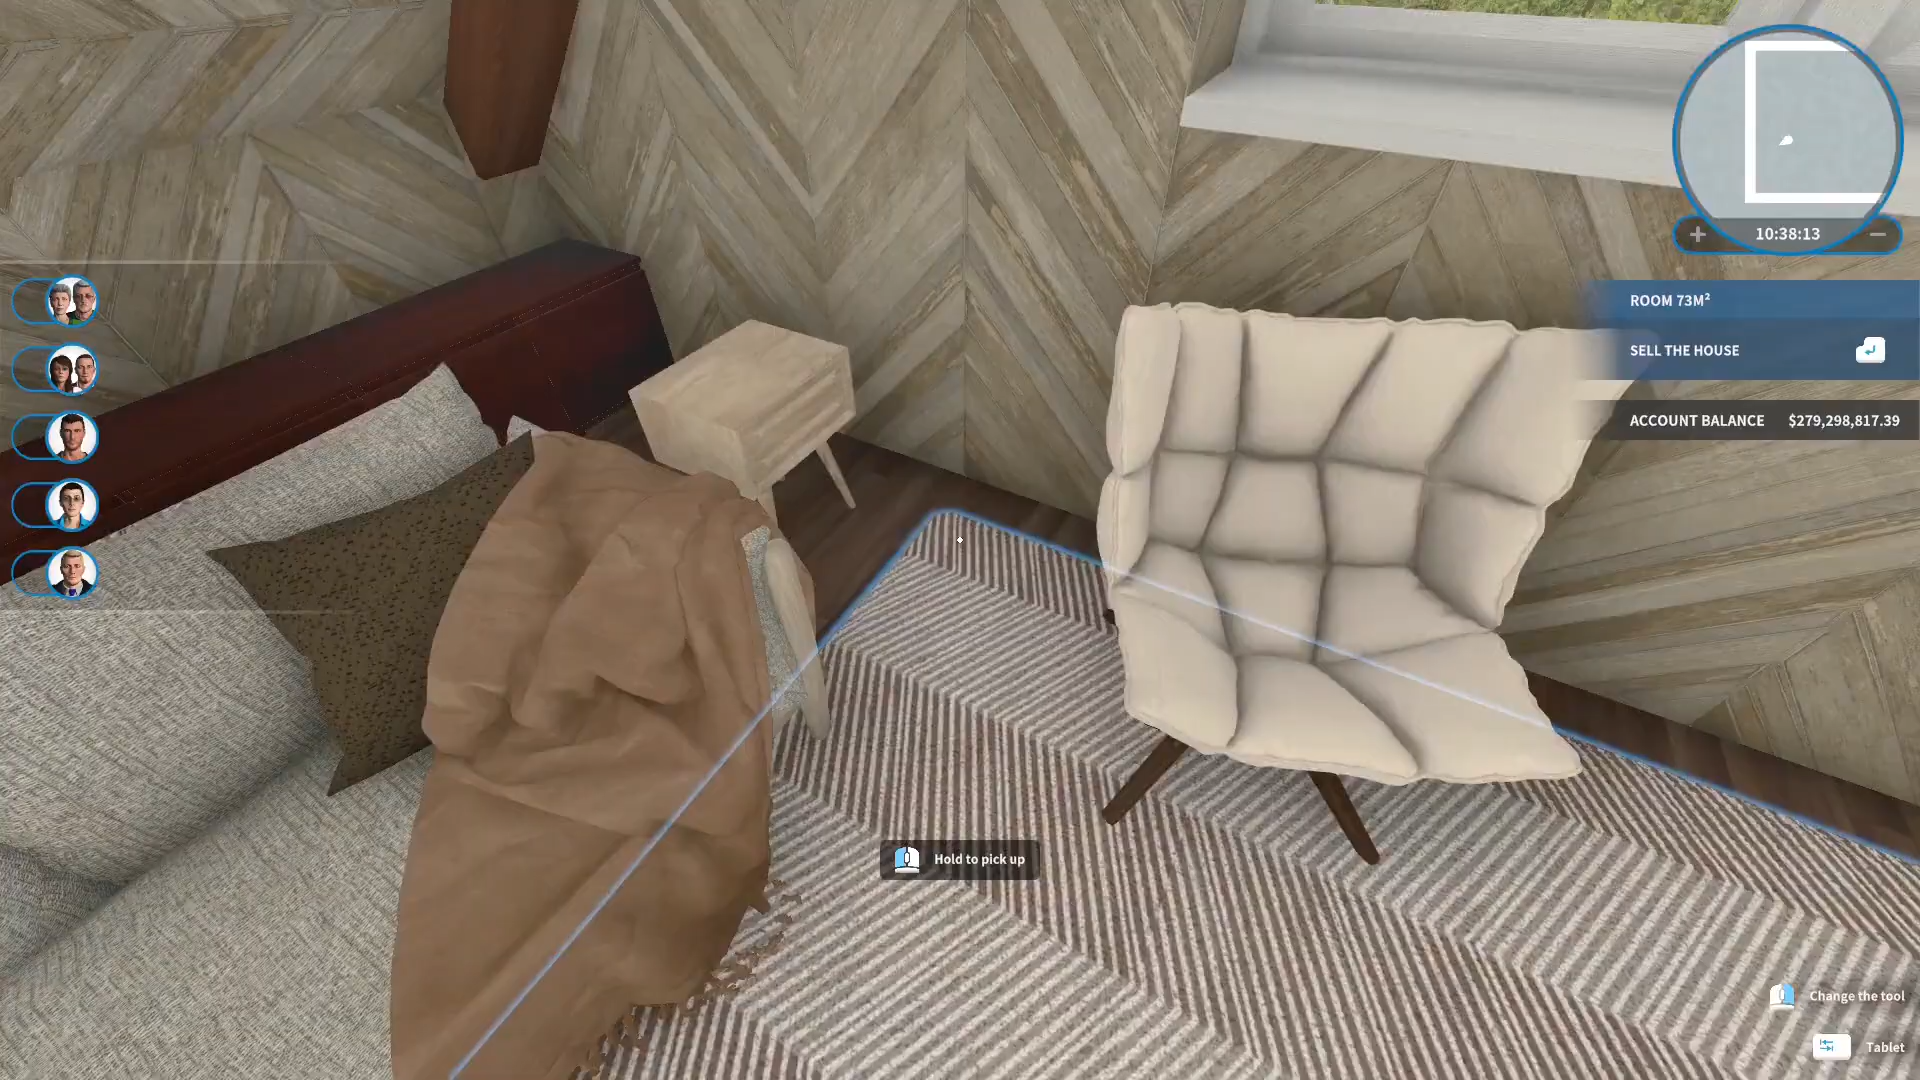 10:38:13
ROOM 73M²
SELL THE HOUSE
ACCOUNT BALANCE $279,298,817.39
Hold to pick up
Change the tool
Tablet